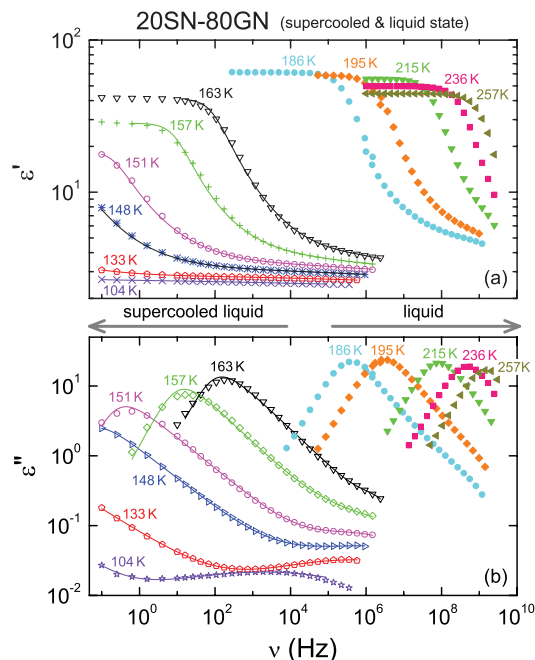 20SN-80GN (supercooled & liquid state)
10²
186 K
195 K
215 K
236 K
257K
163 K
157 K
151 K
148 K
133 K
104 K
10¹
ε'
(a)
supercooled liquid
liquid
186 K
195 K
215 K
236 K
257K
163 K
157 K
151 K
148 K
133 K
104 K
10¹
10⁰
10⁻¹
10⁻²
ε''
(b)
10⁰
10²
10⁴
10⁶
10⁸
10¹⁰
ν (Hz)